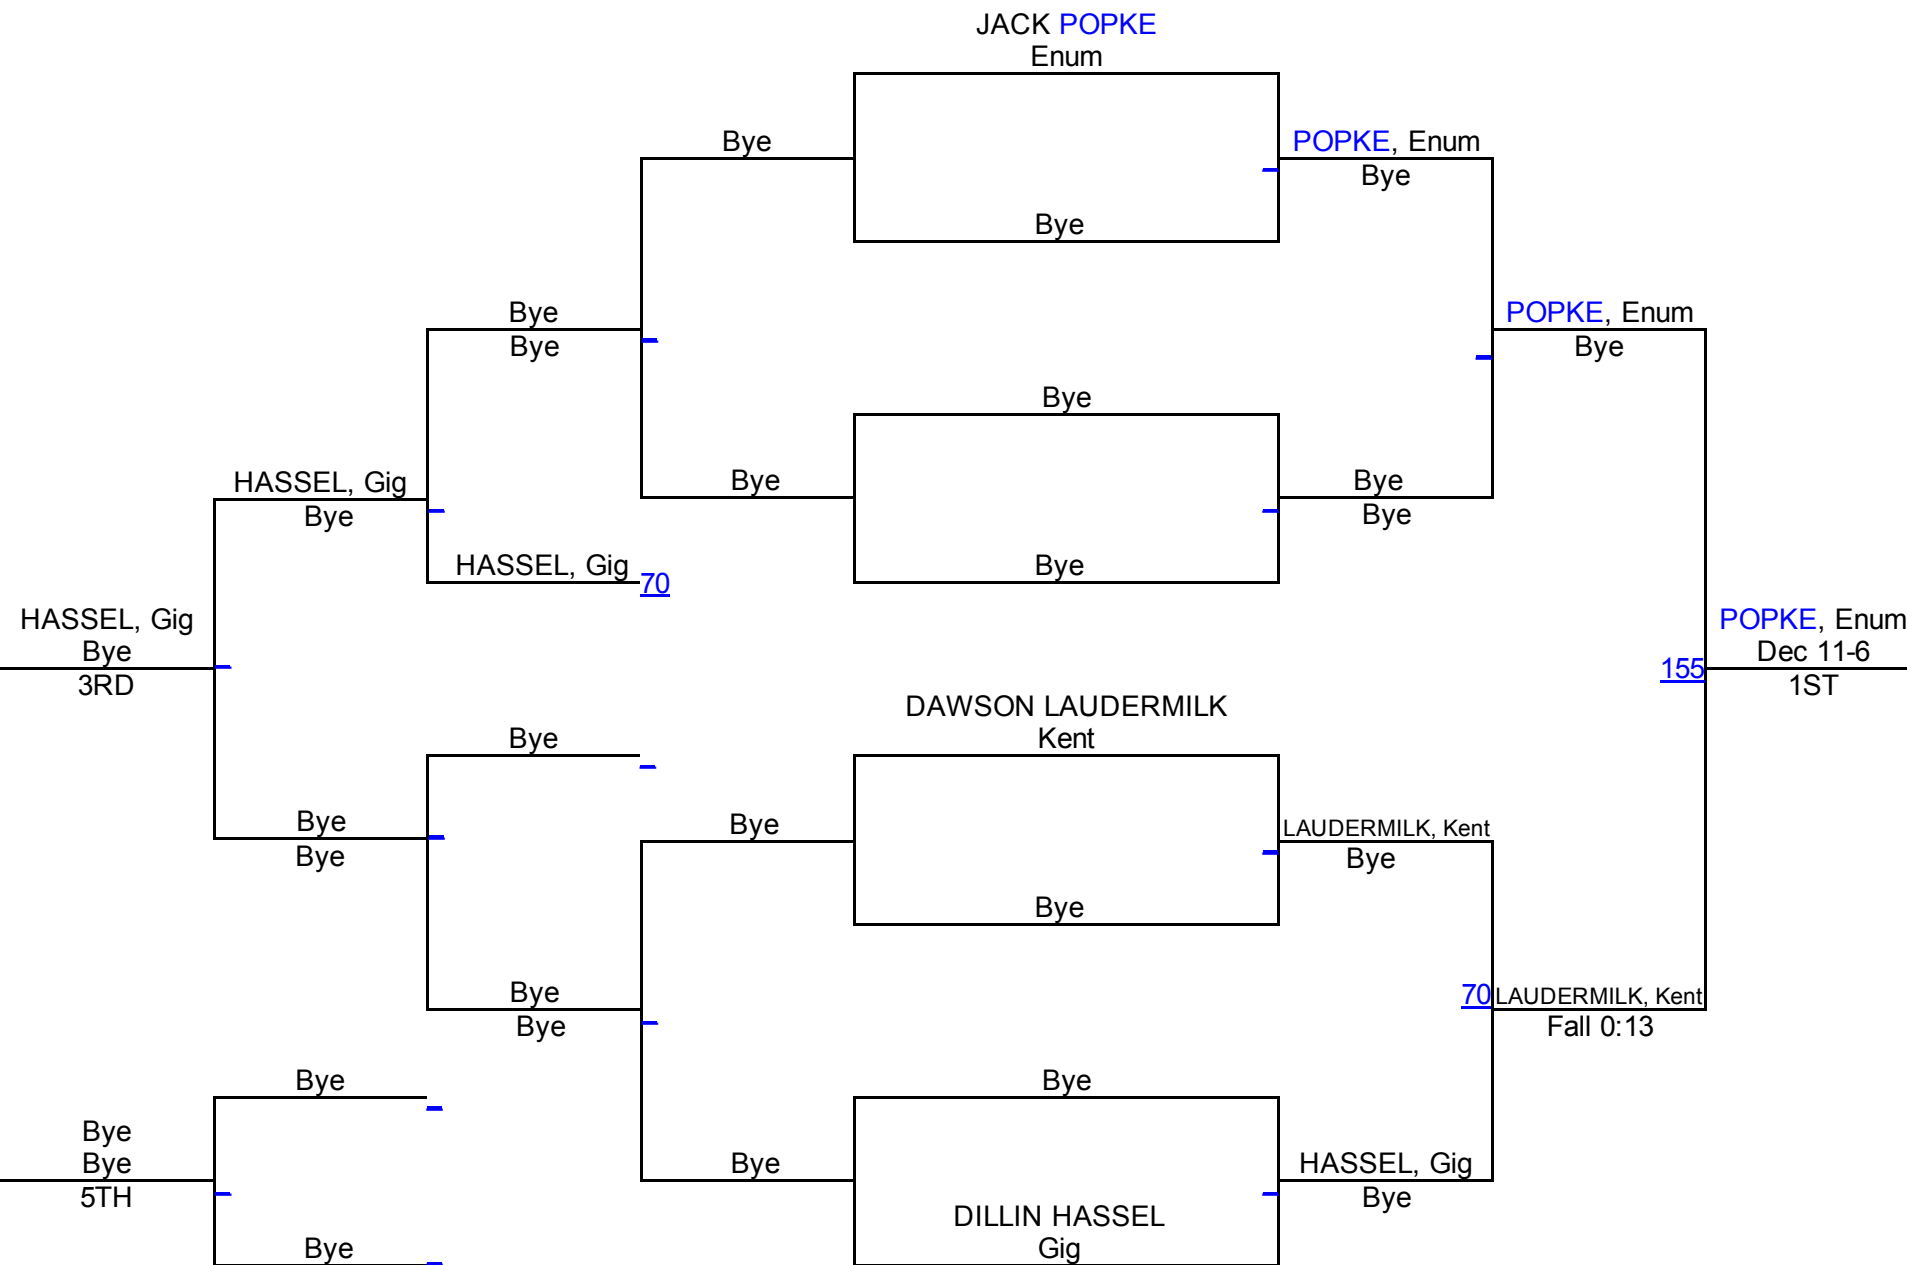 JACK POPKE
Enum
Bye
POPKE, Enum
Bye
Bye
Bye
Bye
POPKE, Enum
Bye
Bye
HASSEL, Gig
Bye
Bye
Bye
Bye
HASSEL, Gig
70
Bye
HASSEL, Gig
Bye
3RD
POPKE, Enum
Dec 11-6
155
1ST
DAWSON LAUDERMILK
Kent
Bye
Bye
Bye
Bye
LAUDERMILK, Kent
Bye
Bye
Bye
Bye
70
LAUDERMILK, Kent
Fall 0:13
Bye
Bye
Bye
Bye
5TH
Bye
HASSEL, Gig
Bye
DILLIN HASSEL
Gig
Bye